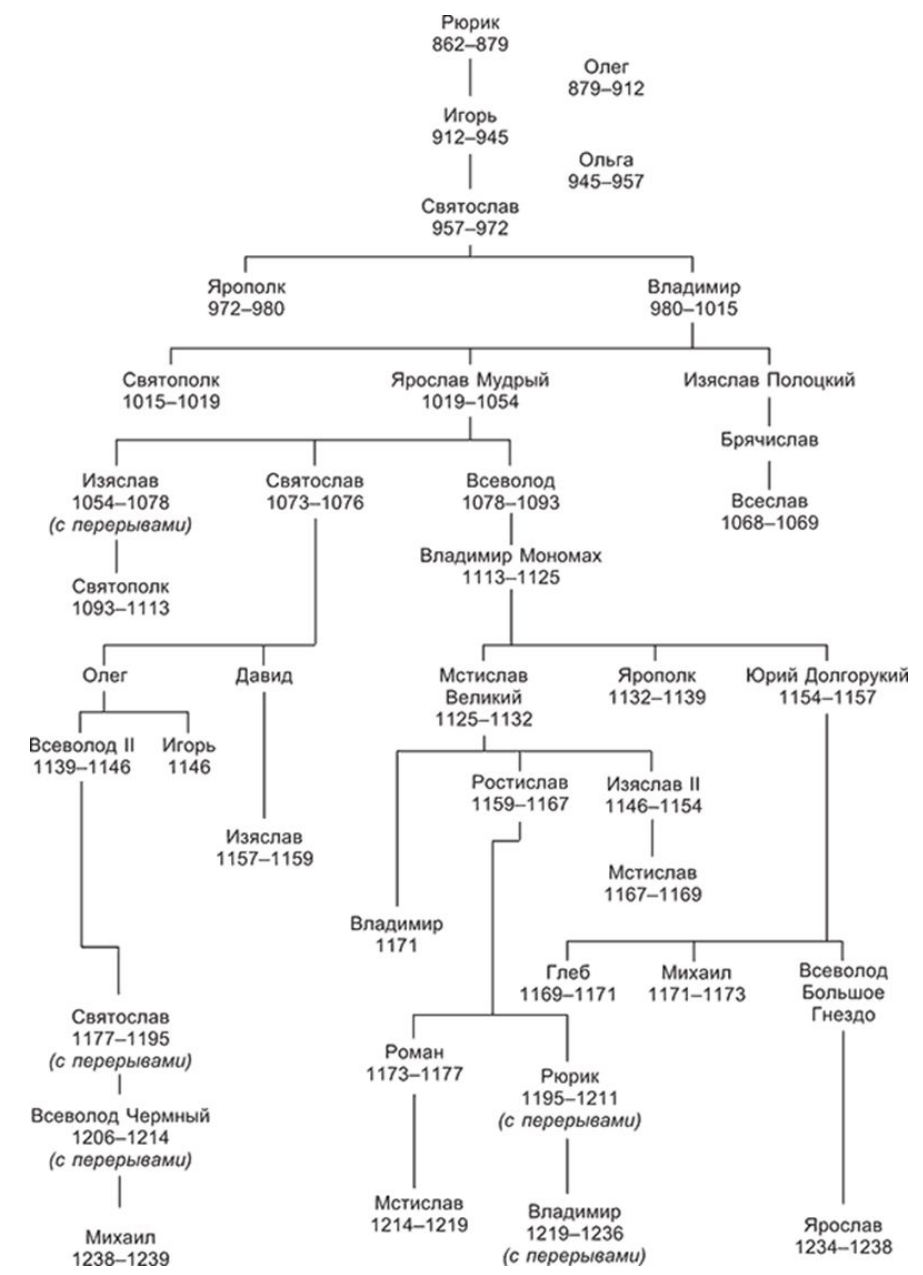 Рюрик
862–879
Олег
879–912
Игорь
912–945
Ольга
945–957
Святослав
957–972
Ярополк
972–980
Владимир
980–1015
Святополк
1015–1019
Ярослав Мудрый
1019–1054
Изяслав Полоцкий
Брячислав
Всеслав
1068–1069
Изяслав
1054–1078
(с перерывами)
Святослав
1073–1076
Всеволод
1078–1093
Святополк
1093–1113
Владимир Мономах
1113–1125
Олег
Давид
Мстислав
Великий
1125–1132
Ярополк
1132–1139
Юрий Долгорукий
1154–1157
Всеволод II
1139–1146
Игорь
1146
Изяслав
1157–1159
Ростислав
1159–1167
Изяслав II
1146–1154
Мстислав
1167–1169
Владимир
1171
Глеб
1169–1171
Михаил
1171–1173
Всеволод
Большое
Гнездо
Святослав
1177–1195
(с перерывами)
Роман
1173–1177
Рюрик
1195–1211
(с перерывами)
Всеволод Чермный
1206–1214
(с перерывами)
Мстислав
1214–1219
Владимир
1219–1236
(с перерывами)
Ярослав
1234–1238
Михаил
1238–1239